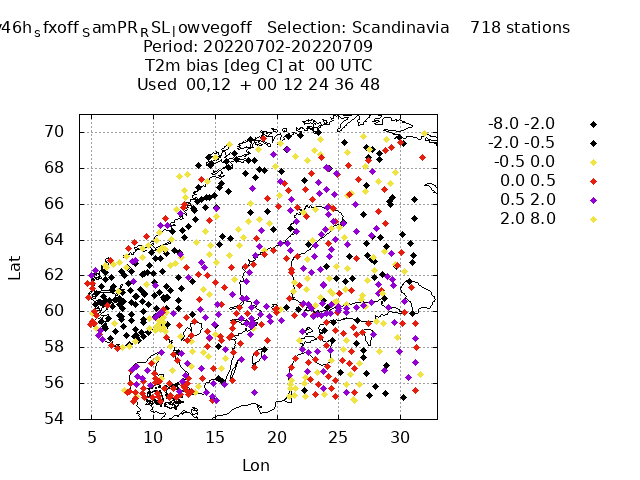 46h_sfxoff_SamPR_RSL_lowvegoff Selection: Scandinavia 718 stations
Period: 20220702-20220709
T2m bias [deg C] at 00 UTC
Used 00,12 + 00 12 24 36 48
70
68
66
64
62
60
58
56
54
5 10 15 20 25 30
Lat
Lon
-8.0 -2.0
-2.0 -0.5
-0.5 0.0
0.0 0.5
0.5 2.0
2.0 8.0